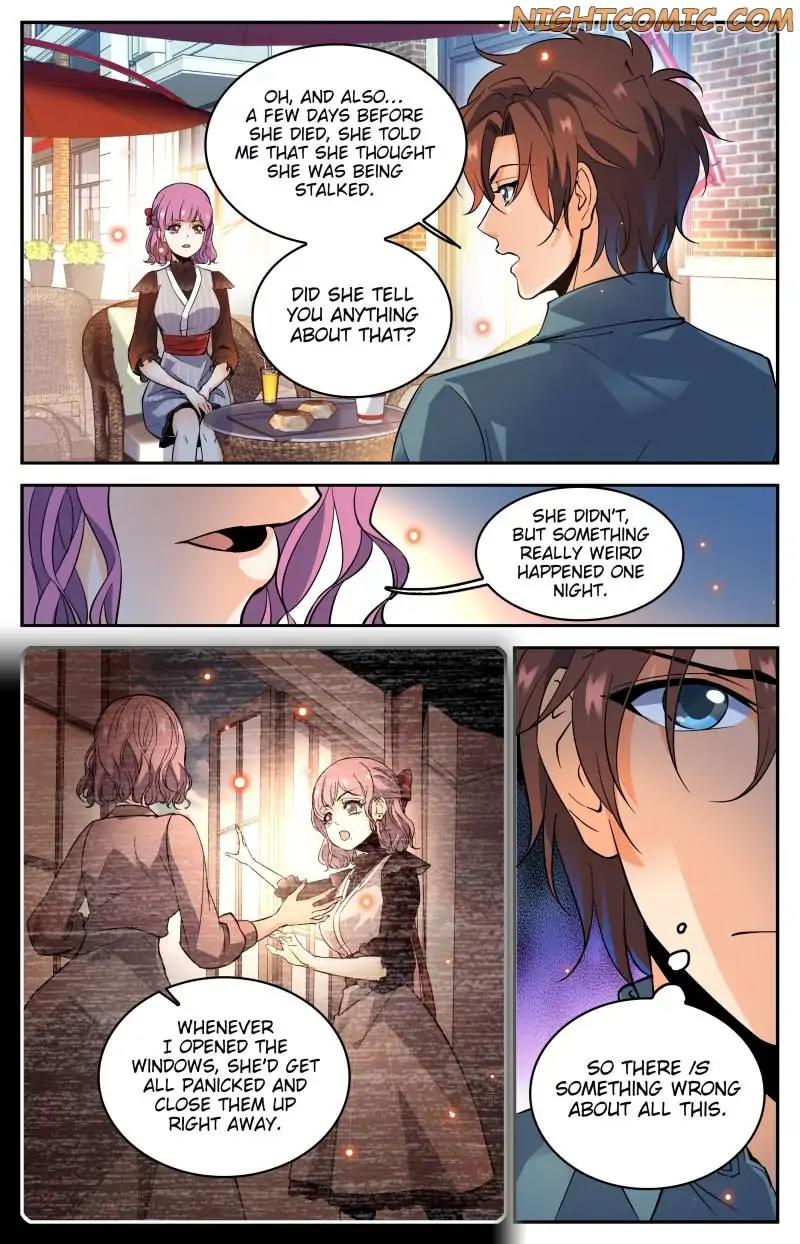 NIGHTCOMIC.COM
OH, AND ALSO...
A FEW DAYS BEFORE
SHE DIED, SHE TOLD
ME THAT SHE THOUGHT
SHE WAS BEING
STALKED.
DID SHE TELL
YOU ANYTHING
ABOUT THAT?
SHE DIDN'T,
BUT SOMETHING
REALLY WEIRD
HAPPENED ONE
NIGHT.
WHENEVER
I OPENED THE
WINDOWS, SHE'D GET
ALL PANICKED AND
CLOSE THEM UP
RIGHT AWAY.
SO THERE IS
SOMETHING WRONG
ABOUT ALL THIS.